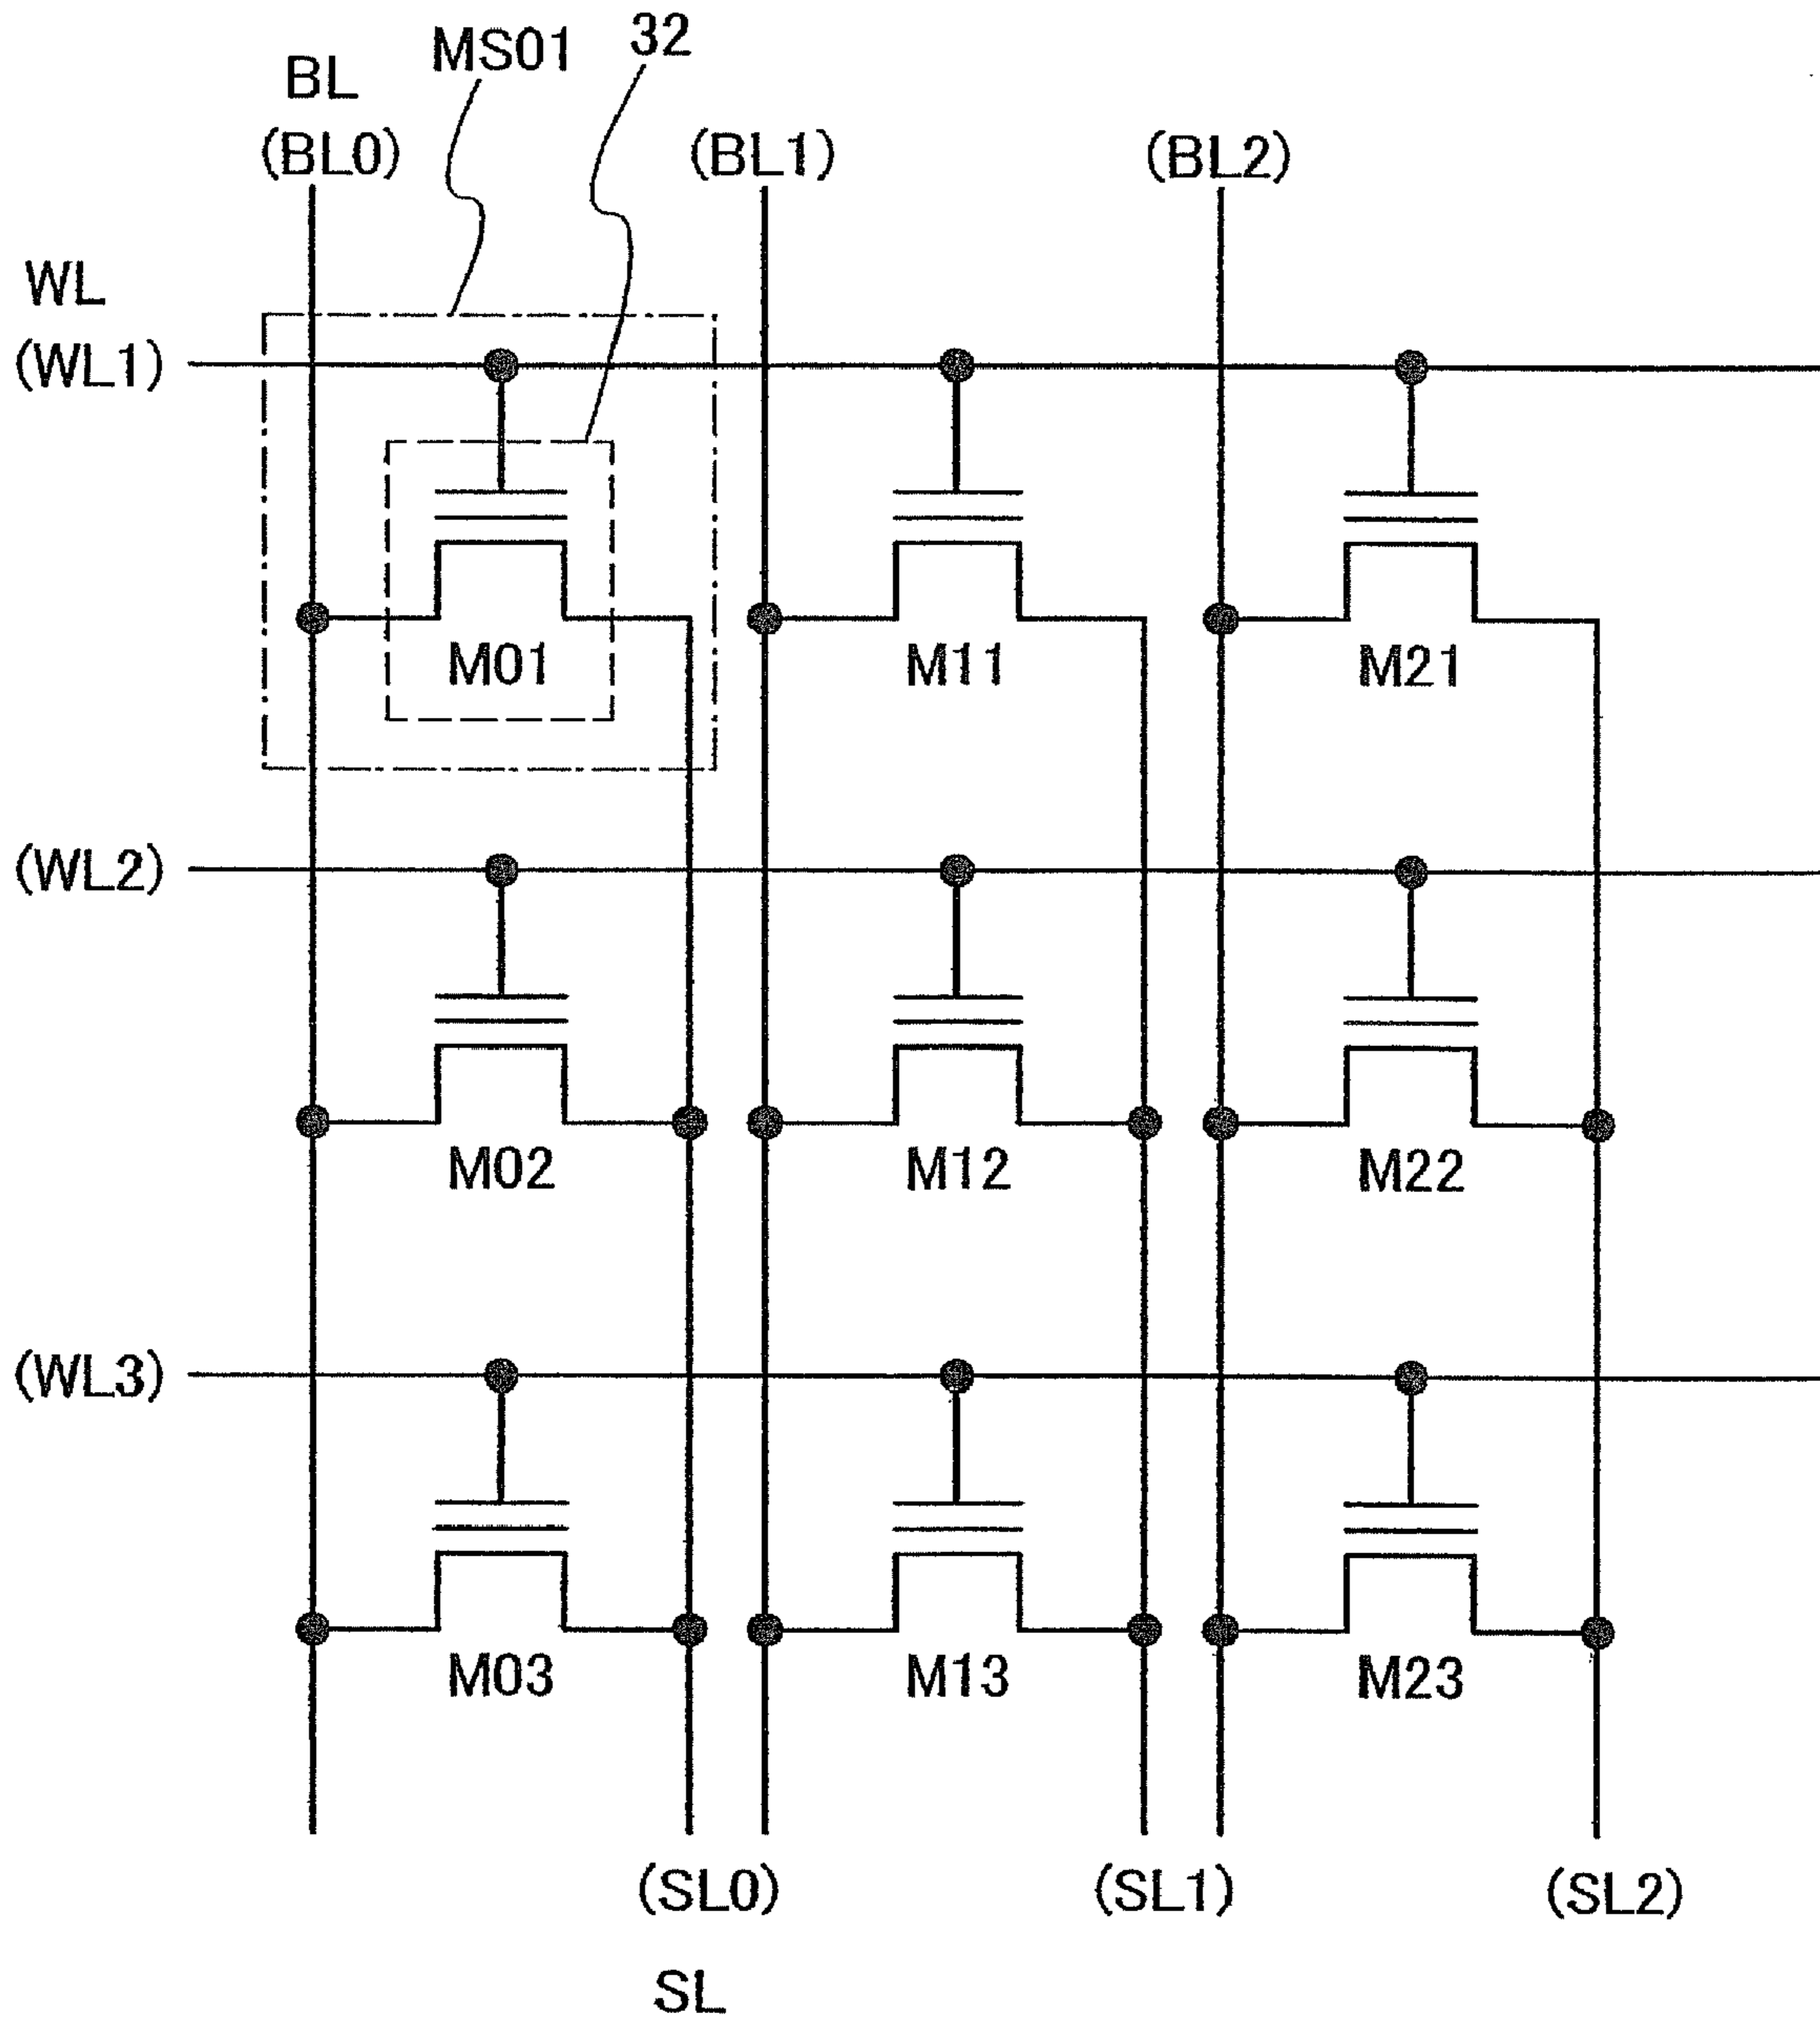 MS01
32
BL
(BL0)
(BL1)
(BL2)
WL
(WL1)
M01
M11
M21
(WL2)
M02
M12
M22
(WL3)
M03
M13
M23
(SL0)
(SL1)
(SL2)
SL